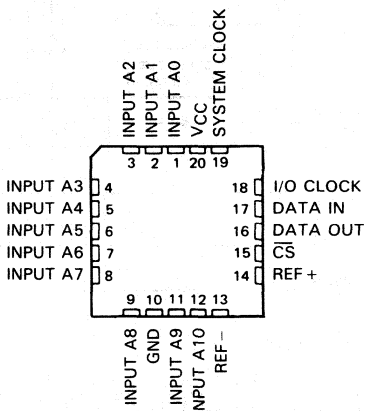 INPUT A2
INPUT A1
INPUT A0
VCC
SYSTEM CLOCK
3 2 1 20 19
INPUT A3 4
INPUT A4 5
INPUT A5 6
INPUT A6 7
INPUT A7 8
18 I/O CLOCK
17 DATA IN
16 DATA OUT
15 CS
14 REF+
9 10 11 12 13
INPUT A8
GND
INPUT A9
NPUT A10
REF−